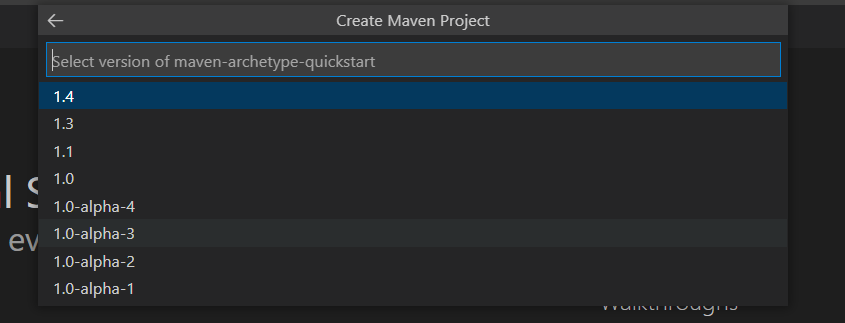 Create Maven Project
Select version of maven-archetype-quickstart
1.4
1.3
1.1
1.0
1.0-alpha-4
1.0-alpha-3
1.0-alpha-2
1.0-alpha-1
Walkthroughs